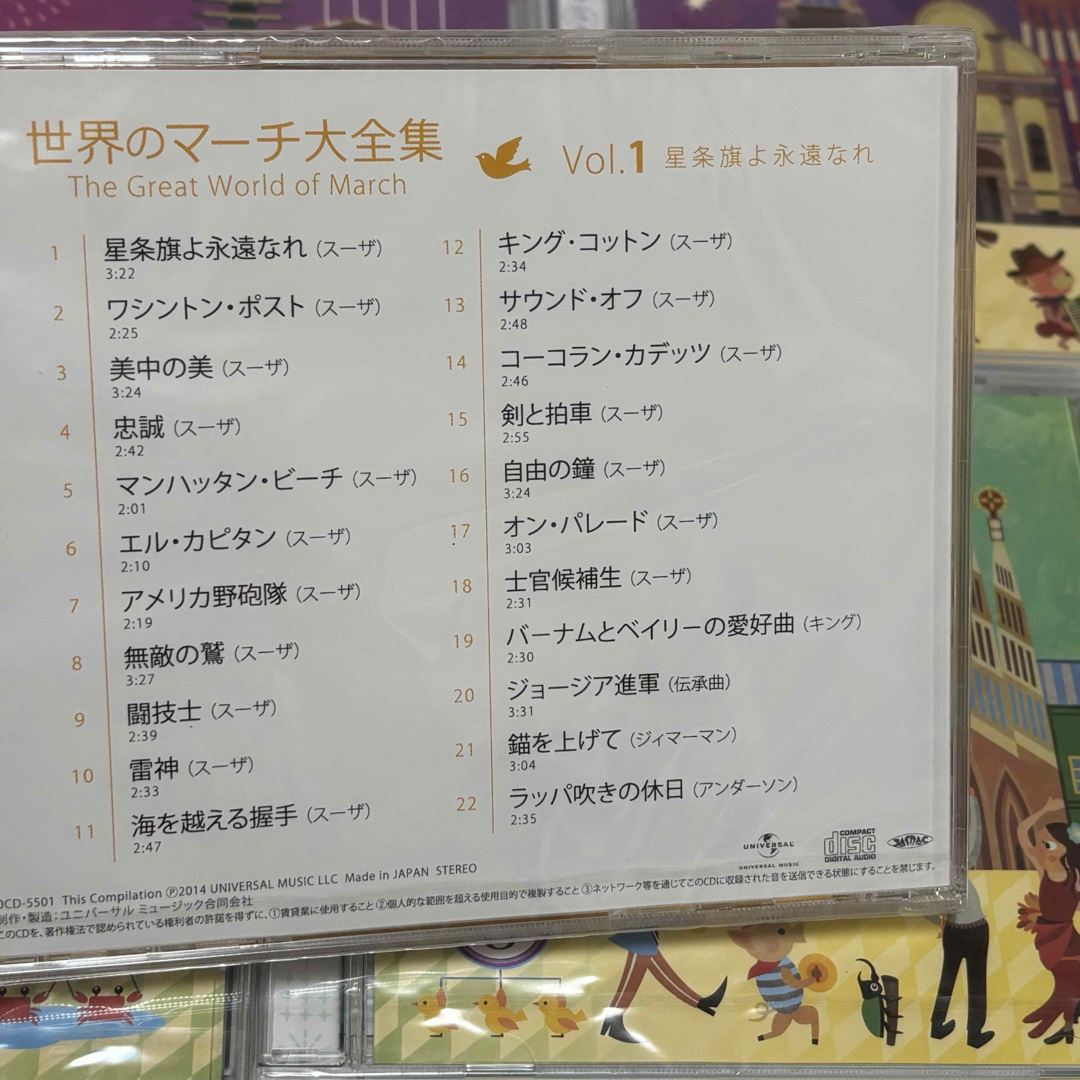 世界のマーチ大全集
The Great World of March
Vol.1 星条旗よ永遠なれ
1 星条旗よ永遠なれ（スーザ）
3:22
2 ワシントン・ポスト（スーザ）
2:25
3 美中の美（スーザ）
3:24
4 忠誠（スーザ）
2:42
5 マンハッタン・ビーチ（スーザ）
2:01
6 エル・カピタン（スーザ）
2:10
7 アメリカ野砲隊（スーザ）
2:19
8 無敵の鷲（スーザ）
3:27
9 闘技士（スーザ）
2:39
10 雷神（スーザ）
2:33
11 海を越える握手（スーザ）
2:47
12 キング・コットン（スーザ）
2:34
13 サウンド・オフ（スーザ）
2:48
14 コーコラン・カデッツ（スーザ）
2:46
15 剣と拍車（スーザ）
2:55
16 自由の鐘（スーザ）
3:24
17 オン・パレード（スーザ）
3:03
18 士官候補生（スーザ）
2:31
19 バーナムとベイリーの愛好曲（キング）
2:30
20 ジョージア進軍（伝承曲）
3:31
21 錨を上げて（ジィマーマン）
3:04
22 ラッパ吹きの休日（アンダーソン）
2:35
UNIVERSAL
UNIVERSAL MUSIC
COMPACT
disc
DIGITAL AUDIO
JASRAC
DCD-5501 This Compilation Ⓟ2014 UNIVERSAL MUSIC LLC Made in JAPAN STEREO
制作・製造：ユニバーサル ミュージック合同会社
このCDを、著作権法で認められている権利者の許諾を得ずに、①賃貸業に使用すること ②個人的な範囲を超える使用目的で複製すること ③ネットワーク等を通じてこのCDに収録された音を送信できる状態にすることを禁じます。